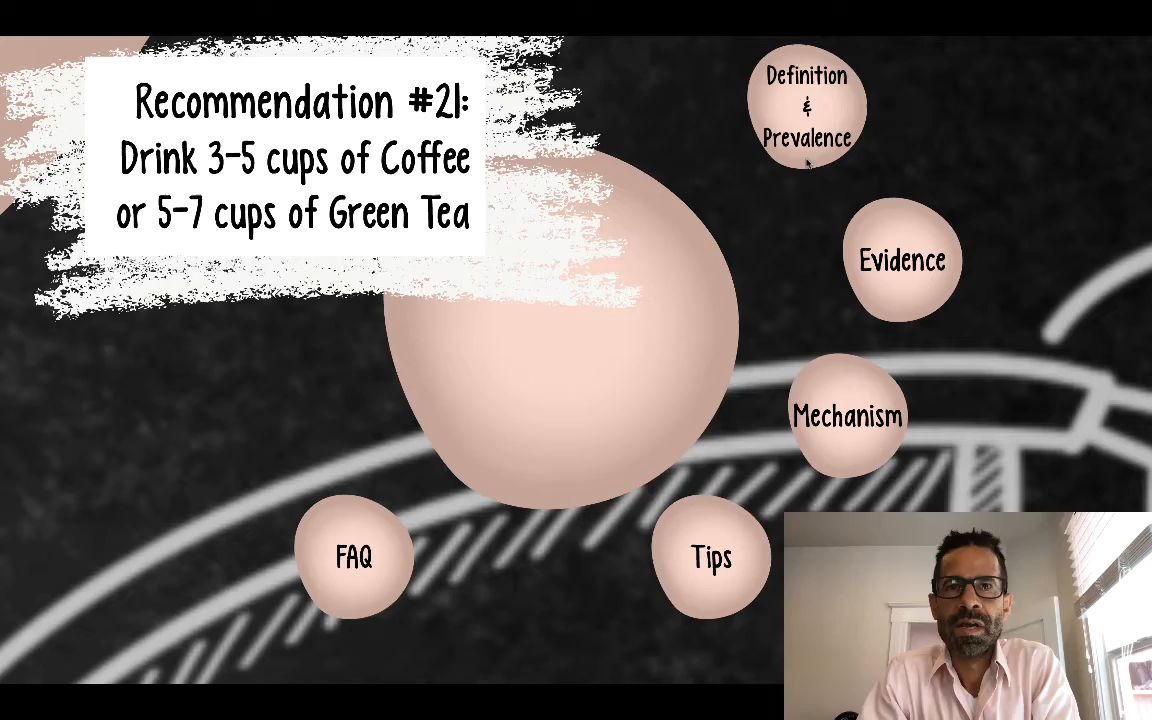 Recommendation #21:
Drink 3-5 cups of Coffee
or 5-7 cups of Green Tea
Definition
&
Prevalence
Evidence
Mechanism
Tips
FAQ